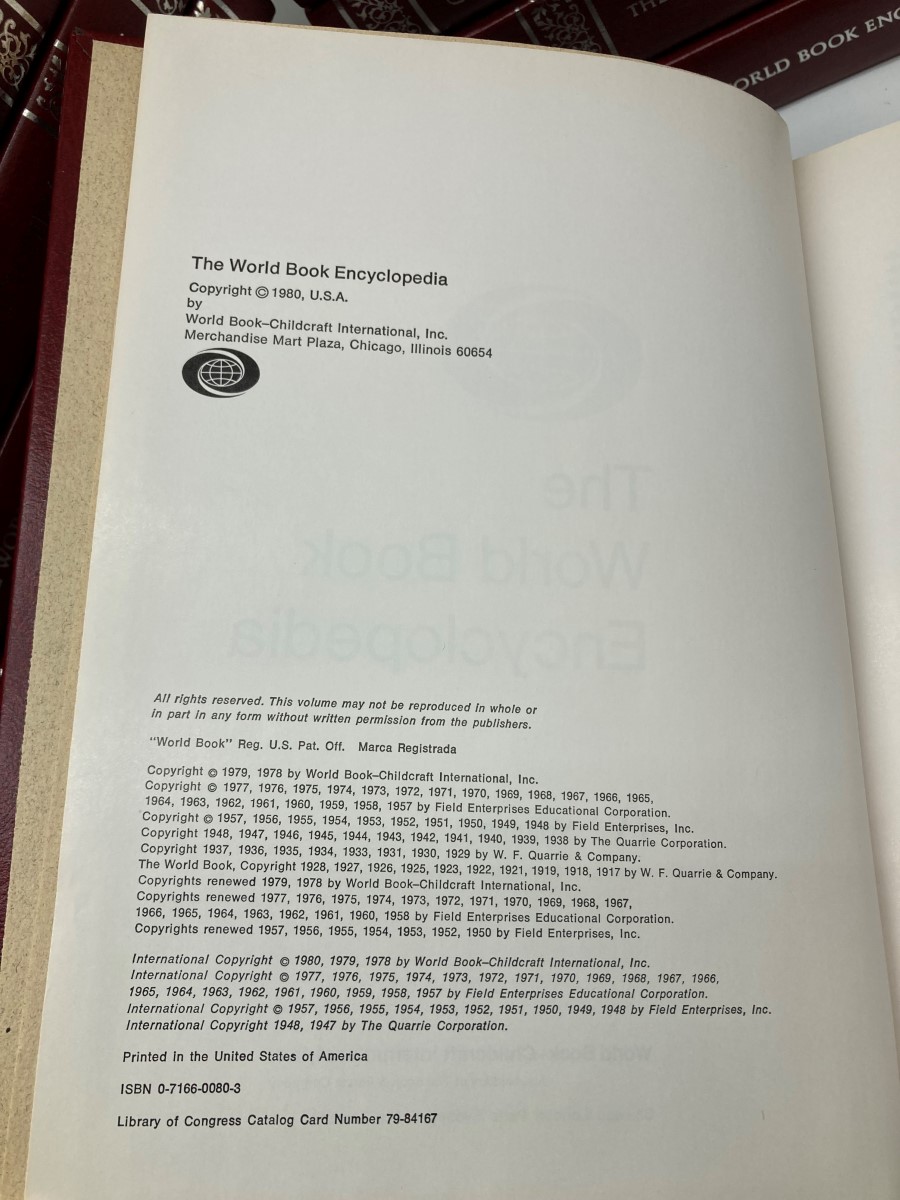 THE
WORLD BOOK ENC
The World Book Encyclopedia
Copyright © 1980, U.S.A.
by
World Book–Childcraft International, Inc.
Merchandise Mart Plaza, Chicago, Illinois 60654
The
World Book
Encyclopedia
All rights reserved. This volume may not be reproduced in whole or
in part in any form without written permission from the publishers.
"World Book" Reg. U.S. Pat. Off. Marca Registrada
Copyright © 1979, 1978 by World Book–Childcraft International, Inc.
Copyright © 1977, 1976, 1975, 1974, 1973, 1972, 1971, 1970, 1969, 1968, 1967, 1966, 1965,
1964, 1963, 1962, 1961, 1960, 1959, 1958, 1957 by Field Enterprises Educational Corporation.
Copyright © 1957, 1956, 1955, 1954, 1953, 1952, 1951, 1950, 1949, 1948 by Field Enterprises, Inc.
Copyright 1948, 1947, 1946, 1945, 1944, 1943, 1942, 1941, 1940, 1939, 1938 by The Quarrie Corporation.
Copyright 1937, 1936, 1935, 1934, 1933, 1931, 1930, 1929 by W. F. Quarrie & Company.
The World Book, Copyright 1928, 1927, 1926, 1925, 1923, 1922, 1921, 1919, 1918, 1917 by W. F. Quarrie & Company.
Copyrights renewed 1979, 1978 by World Book–Childcraft International, Inc.
Copyrights renewed 1977, 1976, 1975, 1974, 1973, 1972, 1971, 1970, 1969, 1968, 1967,
1966, 1965, 1964, 1963, 1962, 1961, 1960, 1958 by Field Enterprises Educational Corporation.
Copyrights renewed 1957, 1956, 1955, 1954, 1953, 1952, 1950 by Field Enterprises, Inc.
International Copyright © 1980, 1979, 1978 by World Book–Childcraft International, Inc.
International Copyright © 1977, 1976, 1975, 1974, 1973, 1972, 1971, 1970, 1969, 1968, 1967, 1966,
1965, 1964, 1963, 1962, 1961, 1960, 1959, 1958, 1957 by Field Enterprises Educational Corporation.
International Copyright © 1957, 1956, 1955, 1954, 1953, 1952, 1951, 1950, 1949, 1948 by Field Enterprises, Inc.
International Copyright 1948, 1947 by The Quarrie Corporation.
Printed in the United States of America
ISBN 0-7166-0080-3
Library of Congress Catalog Card Number 79-84167